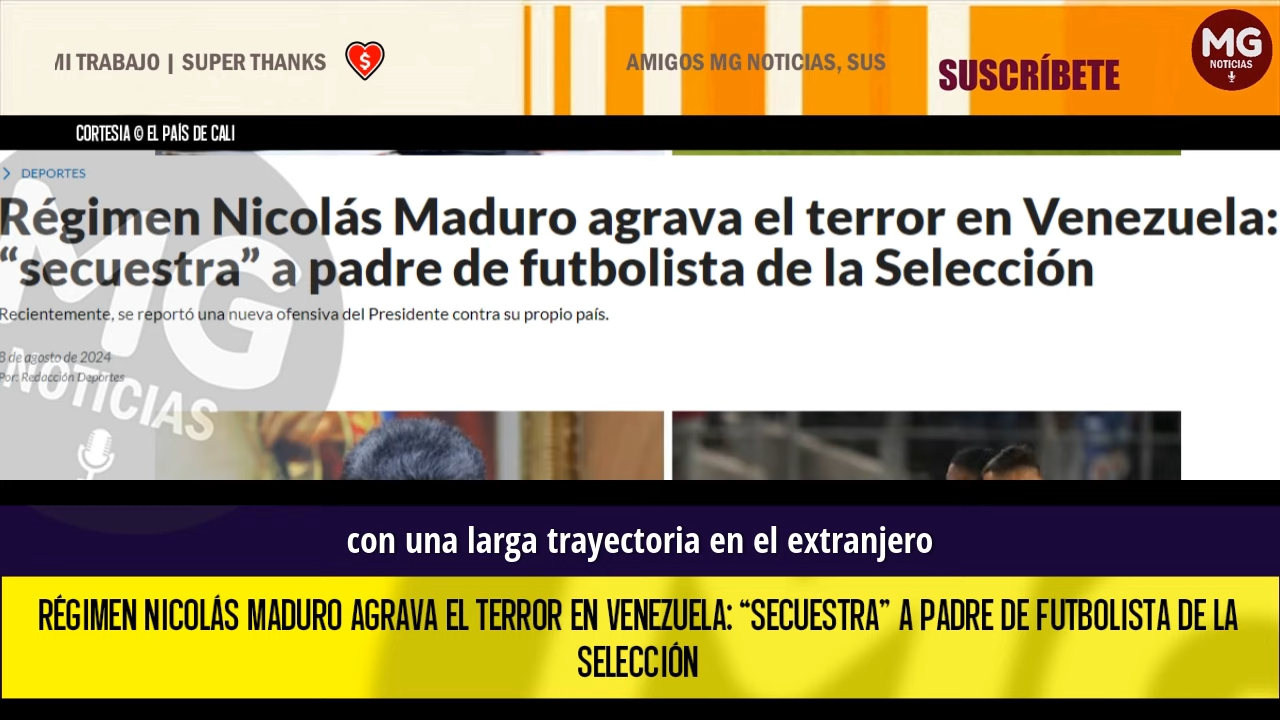 MI TRABAJO | SUPER THANKS
$
AMIGOS MG NOTICIAS, SUS
SUSCRÍBETE
MG
NOTICIAS
CORTESIA © EL PAÍS DE CALI
DEPORTES
Régimen Nicolás Maduro agrava el terror en Venezuela:
“secuestra” a padre de futbolista de la Selección
Recientemente, se reportó una nueva ofensiva del Presidente contra su propio país.
8 de agosto de 2024
Por: Redacción Deportes
MG
NOTICIAS
con una larga trayectoria en el extranjero
RÉGIMEN NICOLÁS MADURO AGRAVA EL TERROR EN VENEZUELA: “SECUESTRA” A PADRE DE FUTBOLISTA DE LA
SELECCIÓN